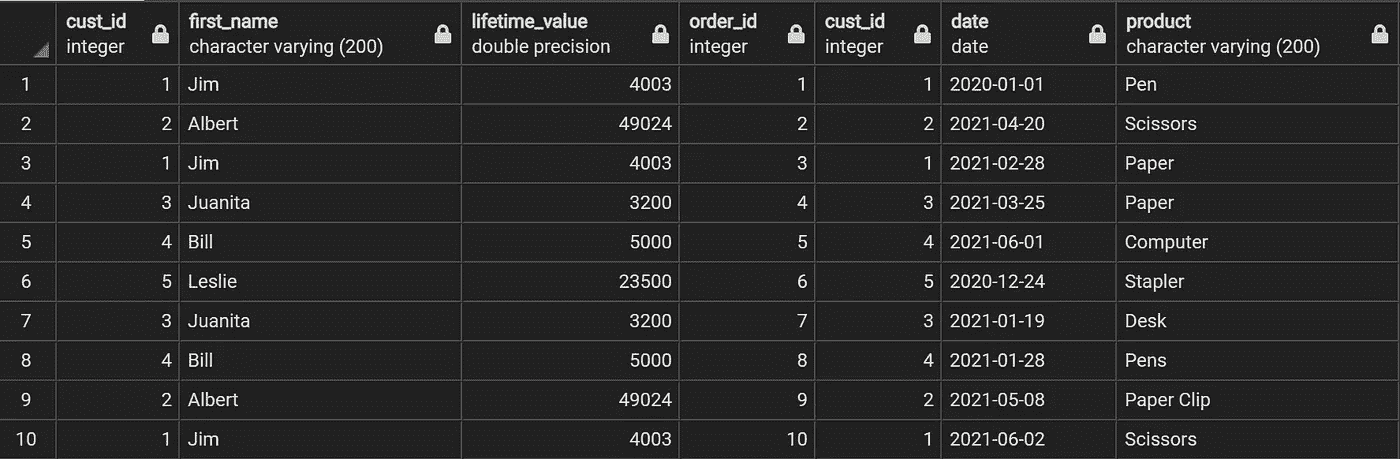 cust_id first_name lifetime_value order_id cust_id date product
integer character varying (200) double precision integer integer date character varying (200)
1 1 Jim 4003 1 1 2020-01-01 Pen
2 2 Albert 49024 2 2 2021-04-20 Scissors
3 1 Jim 4003 3 1 2021-02-28 Paper
4 3 Juanita 3200 4 3 2021-03-25 Paper
5 4 Bill 5000 5 4 2021-06-01 Computer
6 5 Leslie 23500 6 5 2020-12-24 Stapler
7 3 Juanita 3200 7 3 2021-01-19 Desk
8 4 Bill 5000 8 4 2021-01-28 Pens
9 2 Albert 49024 9 2 2021-05-08 Paper Clip
10 1 Jim 4003 10 1 2021-06-02 Scissors